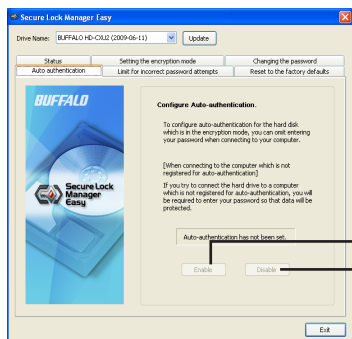 Secure Lock Manager Easy
Drive Name: BUFFALO HD-CXU2 (2009-06-11) Update
Status Setting the encryption mode Changing the password
Auto authentication Limit for incorrect password attempts Reset to the factory defaults
BUFFALO
Secure Lock
Manager
Easy
Configure Auto-authentication.
To configure auto-authentication for the hard disk
which is in the encryption mode, you can omit entering
your password when connecting to your computer.
[When connecting to the computer which is not
registered for auto-authentication]
If you try to connect the hard drive to a computer
which is not registered for auto-authentication, you will
be required to enter your password so that data will be
protected.
Auto-authentication has not been set.
Enable Disable
Exit